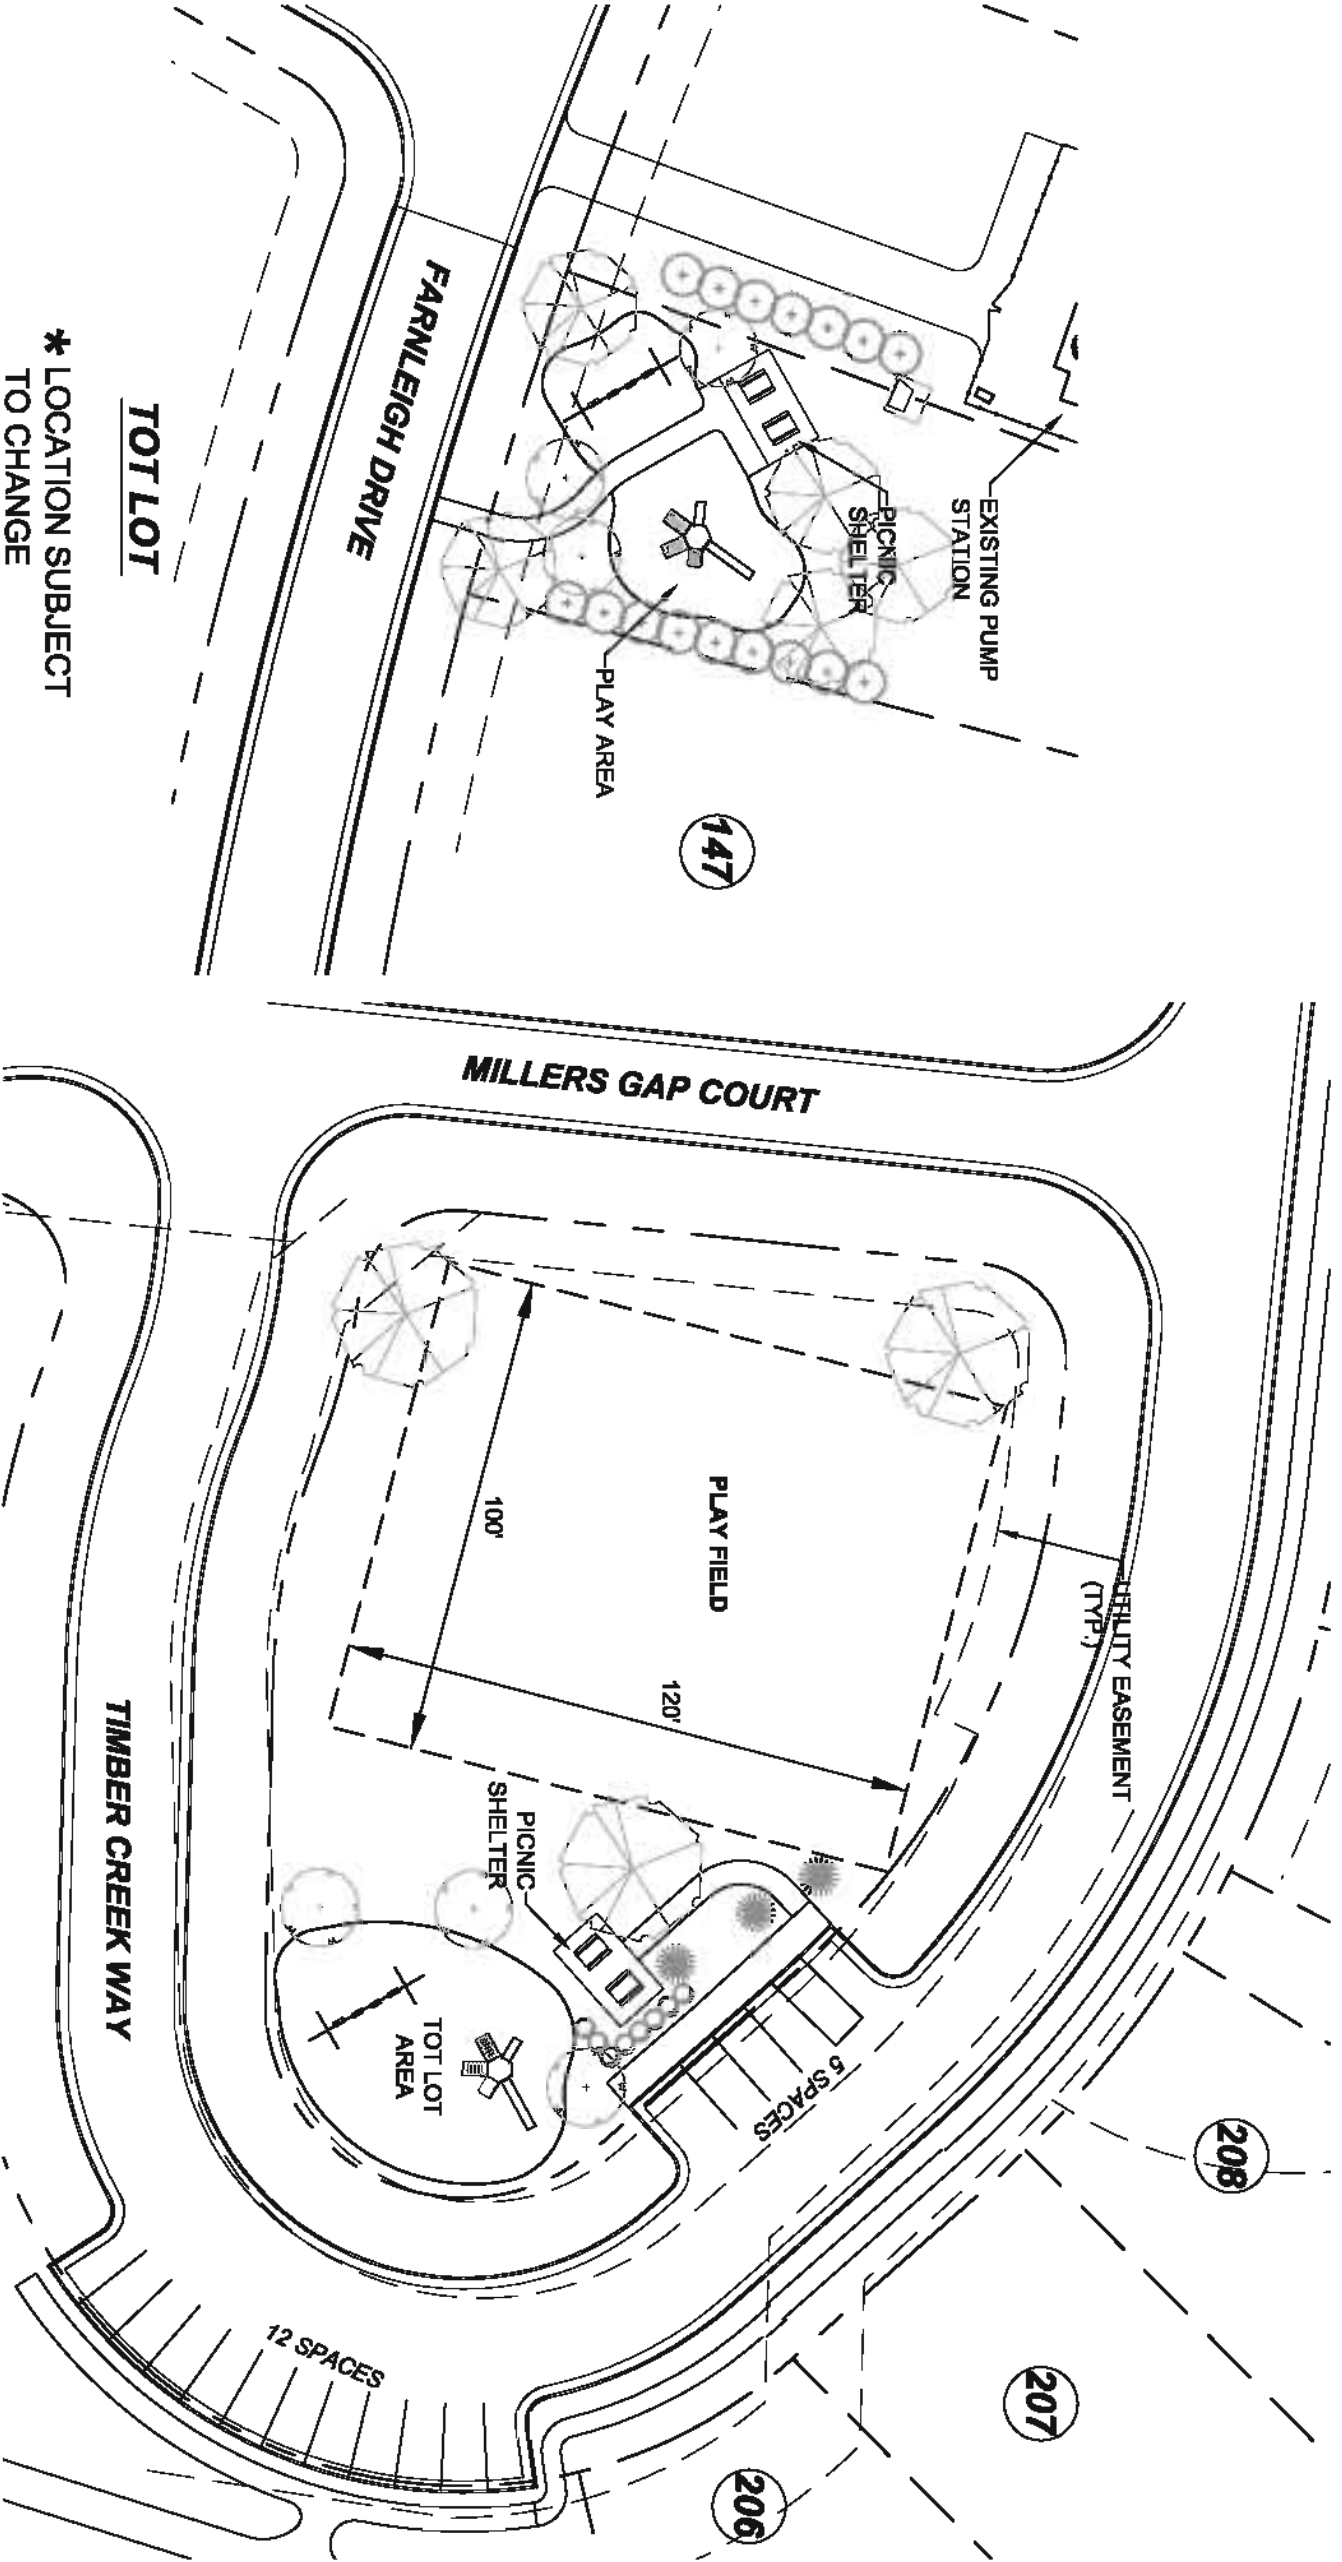 EXISTING PUMP
STATION
PICNIC
SHELTER
PLAY AREA
147
FARNLEIGH DRIVE
TOT LOT
* LOCATION SUBJECT
TO CHANGE
MILLERS GAP COURT
UTILITY EASEMENT
(TYP.)
PLAY FIELD
100'
120'
PICNIC
SHELTER
TOT LOT
AREA
5 SPACES
TIMBER CREEK WAY
12 SPACES
208
207
206